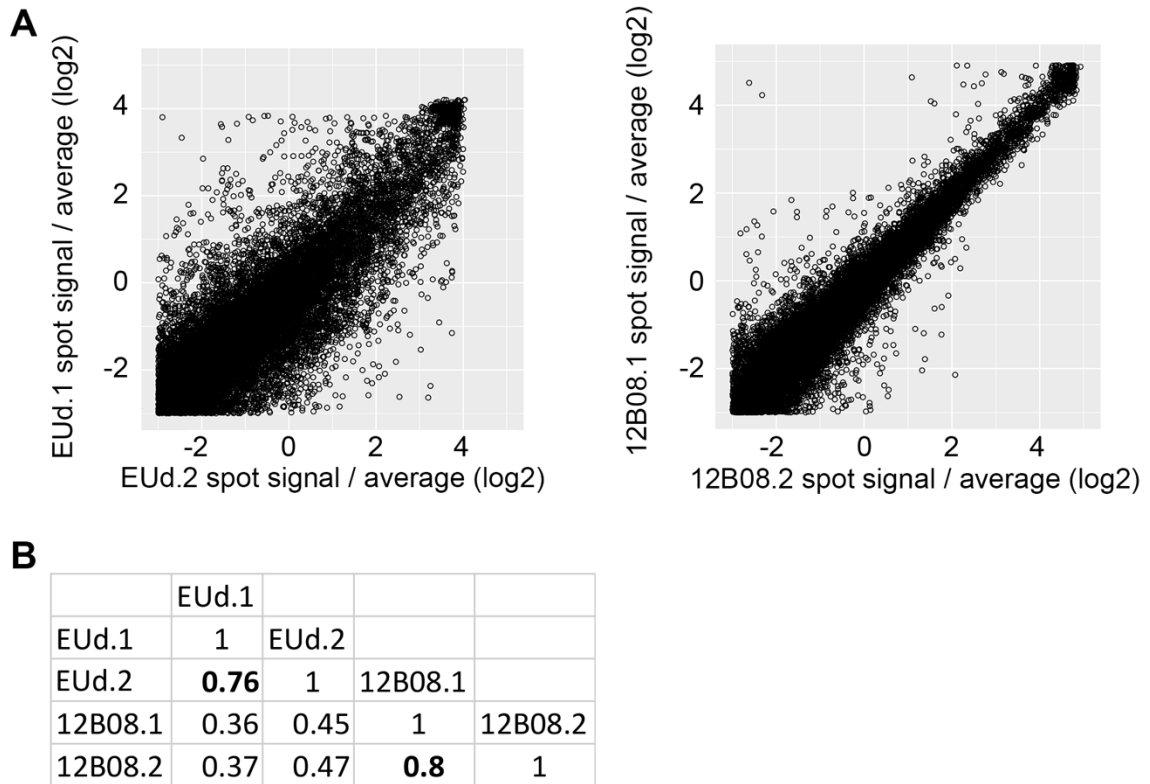 A
EUd.1 spot signal / average (log2)
4
2
0
-2
-2 0 2 4
EUd.2 spot signal / average (log2)
12B08.1 spot signal / average (log2)
4
2
0
-2
-2 0 2 4
12B08.2 spot signal / average (log2)
B
EUd.1
EUd.1 1 EUd.2
EUd.2 0.76 1 12B08.1
12B08.1 0.36 0.45 1 12B08.2
12B08.2 0.37 0.47 0.8 1